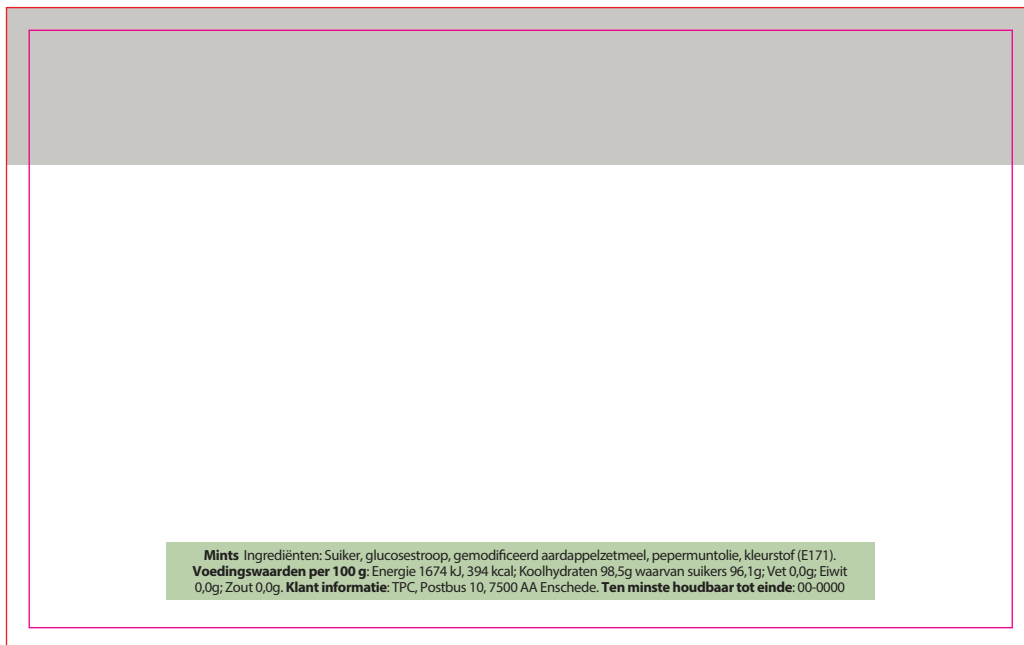 Mints Ingrediënten: Suiker, glucosestroop, gemodificeerd aardappelzetmeel, pepermuntolie, kleurstof (E171).
Voedingswaarden per 100 g: Energie 1674 kJ, 394 kcal; Koolhydraten 98,5g waarvan suikers 96,1g; Vet 0,0g; Eiwit
0,0g; Zout 0,0g. Klant informatie: TPC, Postbus 10, 7500 AA Enschede. Ten minste houdbaar tot einde: 00-0000